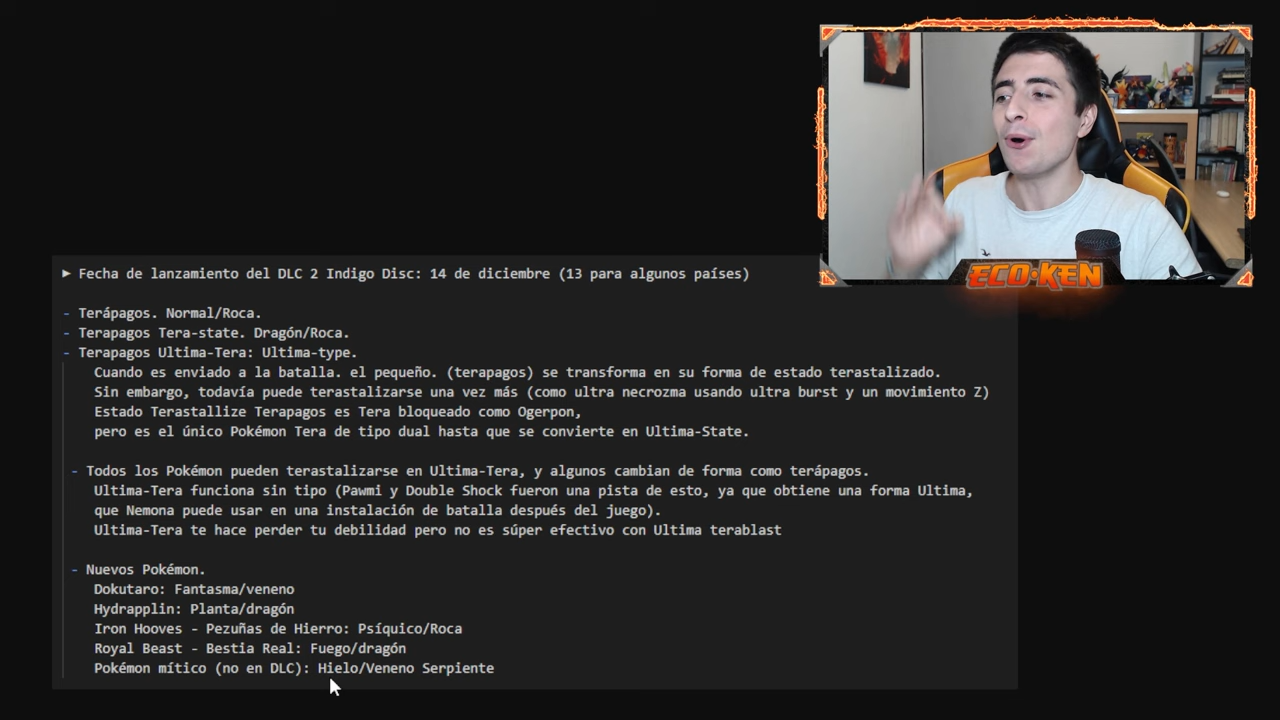 ► Fecha de lanzamiento del DLC 2 Indigo Disc: 14 de diciembre (13 para algunos países)
- Terápagos. Normal/Roca.
- Terapagos Tera-state. Dragón/Roca.
- Terapagos Ultima-Tera: Ultima-type.
Cuando es enviado a la batalla. el pequeño. (terapagos) se transforma en su forma de estado terastalizado.
Sin embargo, todavía puede terastalizarse una vez más (como ultra necrozma usando ultra burst y un movimiento Z)
Estado Terastallize Terapagos es Tera bloqueado como Ogerpon,
pero es el único Pokémon Tera de tipo dual hasta que se convierte en Ultima-State.
- Todos los Pokémon pueden terastalizarse en Ultima-Tera, y algunos cambian de forma como terápagos.
Ultima-Tera funciona sin tipo (Pawmi y Double Shock fueron una pista de esto, ya que obtiene una forma Ultima,
que Nemona puede usar en una instalación de batalla después del juego).
Ultima-Tera te hace perder tu debilidad pero no es súper efectivo con Ultima terablast
- Nuevos Pokémon.
Dokutaro: Fantasma/veneno
Hydrapplin: Planta/dragón
Iron Hooves - Pezuñas de Hierro: Psíquico/Roca
Royal Beast - Bestia Real: Fuego/dragón
Pokémon mítico (no en DLC): Hielo/Veneno Serpiente
ECO·KEN